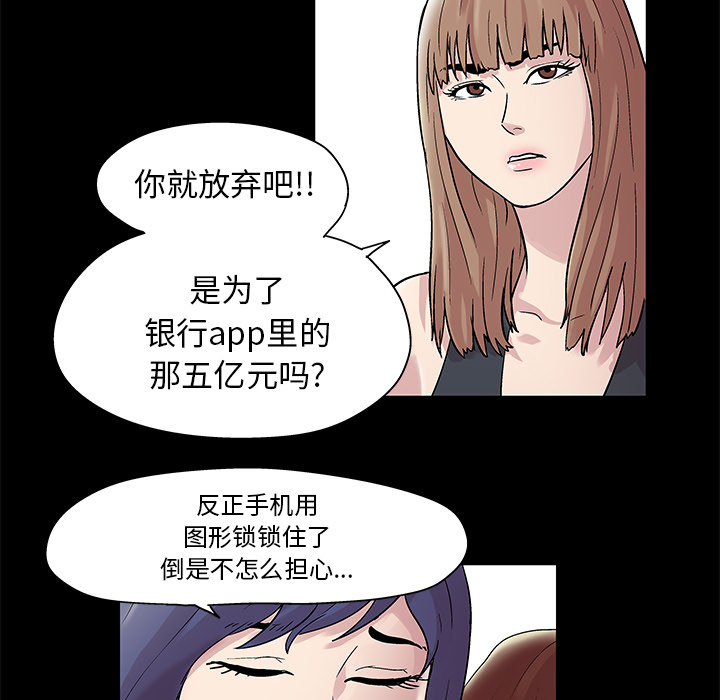 你就放弃吧!!
是为了
银行app里的
那五亿元吗?
反正手机用
图形锁锁住了
倒是不怎么担心...